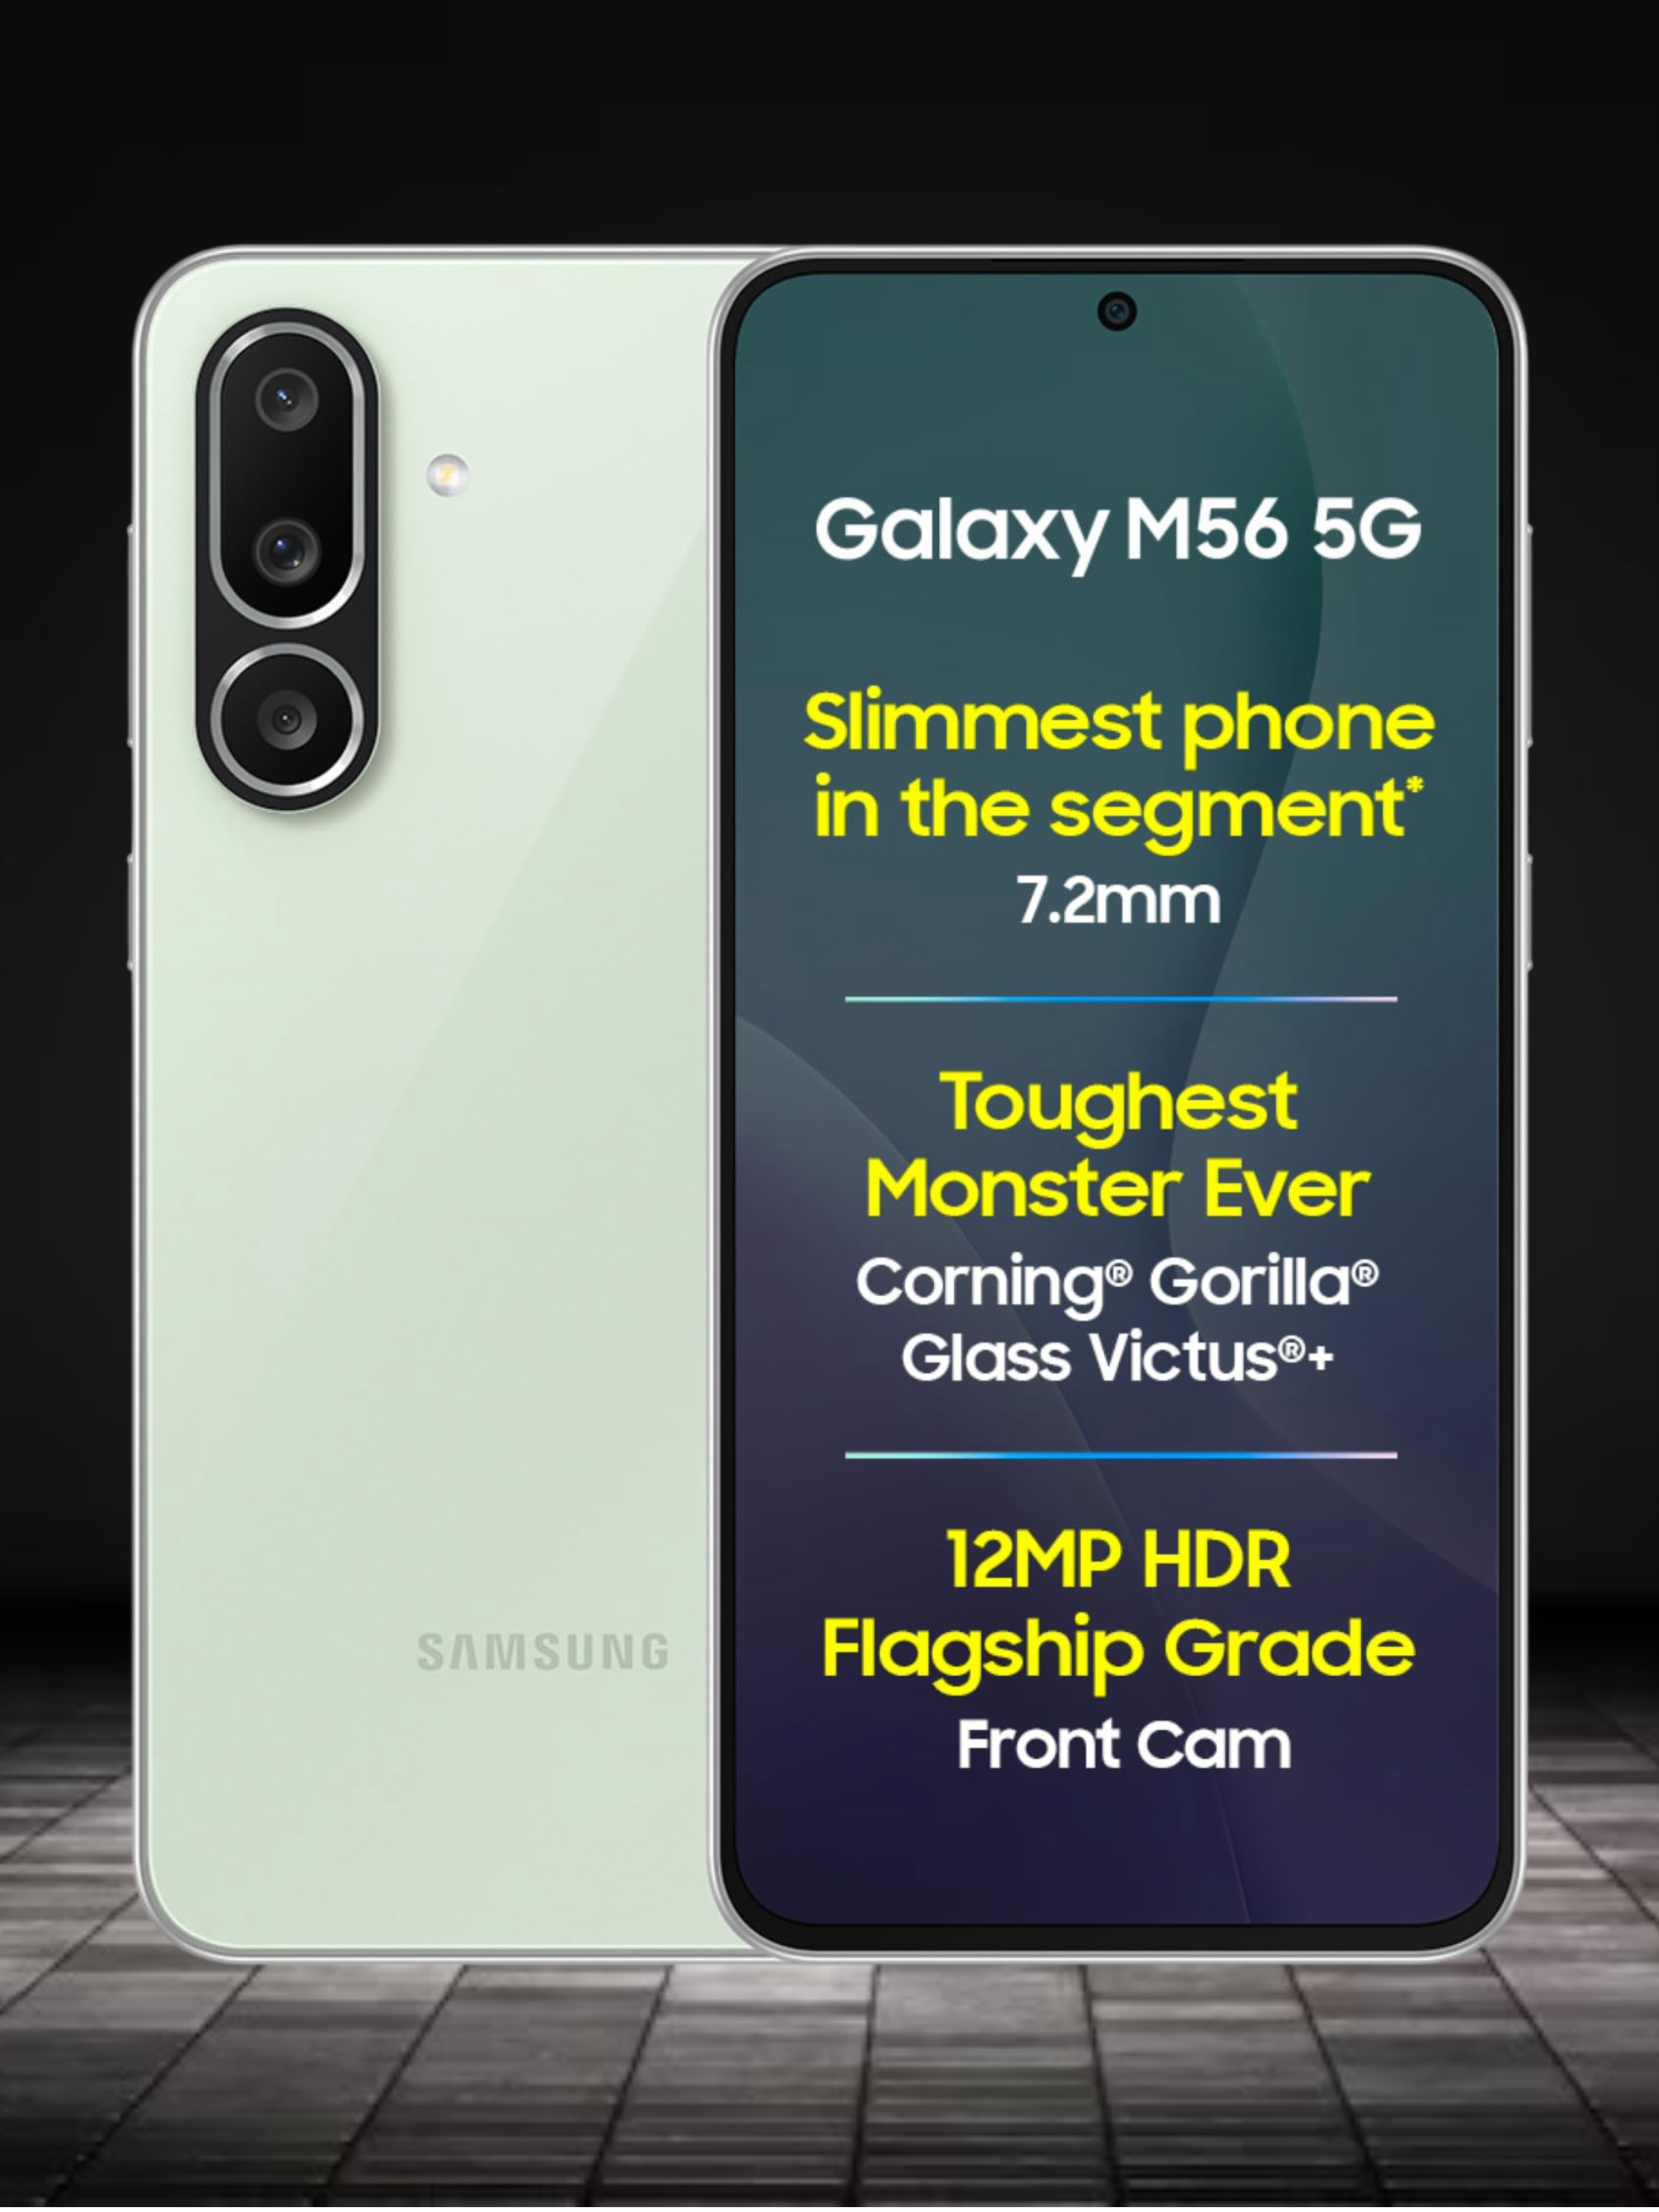 Galaxy M56 5G
Slimmest phone
in the segment*
7.2mm
Toughest
Monster Ever
Corning® Gorilla®
Glass Victus®+
12MP HDR
Flagship Grade
Front Cam
SAMSUNG